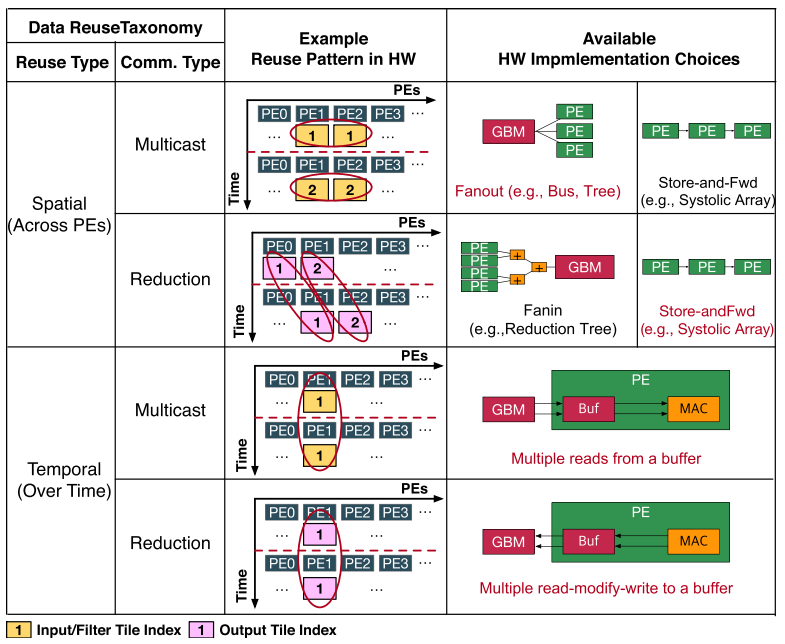 Data ReuseTaxonomy
Reuse Type
Comm. Type
Example
Reuse Pattern in HW
Available
HW Impmlementation Choices
Spatial
(Across PEs)
Multicast
PEs
PE0 PE1 PE2 PE3 ...
... 1 1 ...
PE0 PE1 PE2 PE3 ...
... 2 2 ...
Time
GBM
PE
PE
PE
Fanout (e.g., Bus, Tree)
PE PE PE
Store-and-Fwd
(e.g., Systolic Array)
Reduction
PEs
PE0 PE1 PE2 PE3 ...
1 2 ...
PE0 PE1 PE2 PE3 ...
... 1 2 ...
Time
PE
PE
PE
PE
+
+
+
GBM
Fanin
(e.g.,Reduction Tree)
PE PE PE
Store-andFwd
(e.g., Systolic Array)
Temporal
(Over Time)
Multicast
PEs
PE0 PE1 PE2 PE3 ...
... 1 ...
PE0 PE1 PE2 PE3 ...
... 1 ...
Time
PE
GBM Buf MAC
Multiple reads from a buffer
Reduction
PEs
PE0 PE1 PE2 PE3 ...
... 1 ...
PE0 PE1 PE2 PE3 ...
... 1 ...
Time
PE
GBM Buf MAC
Multiple read-modify-write to a buffer
1 Input/Filter Tile Index 1 Output Tile Index